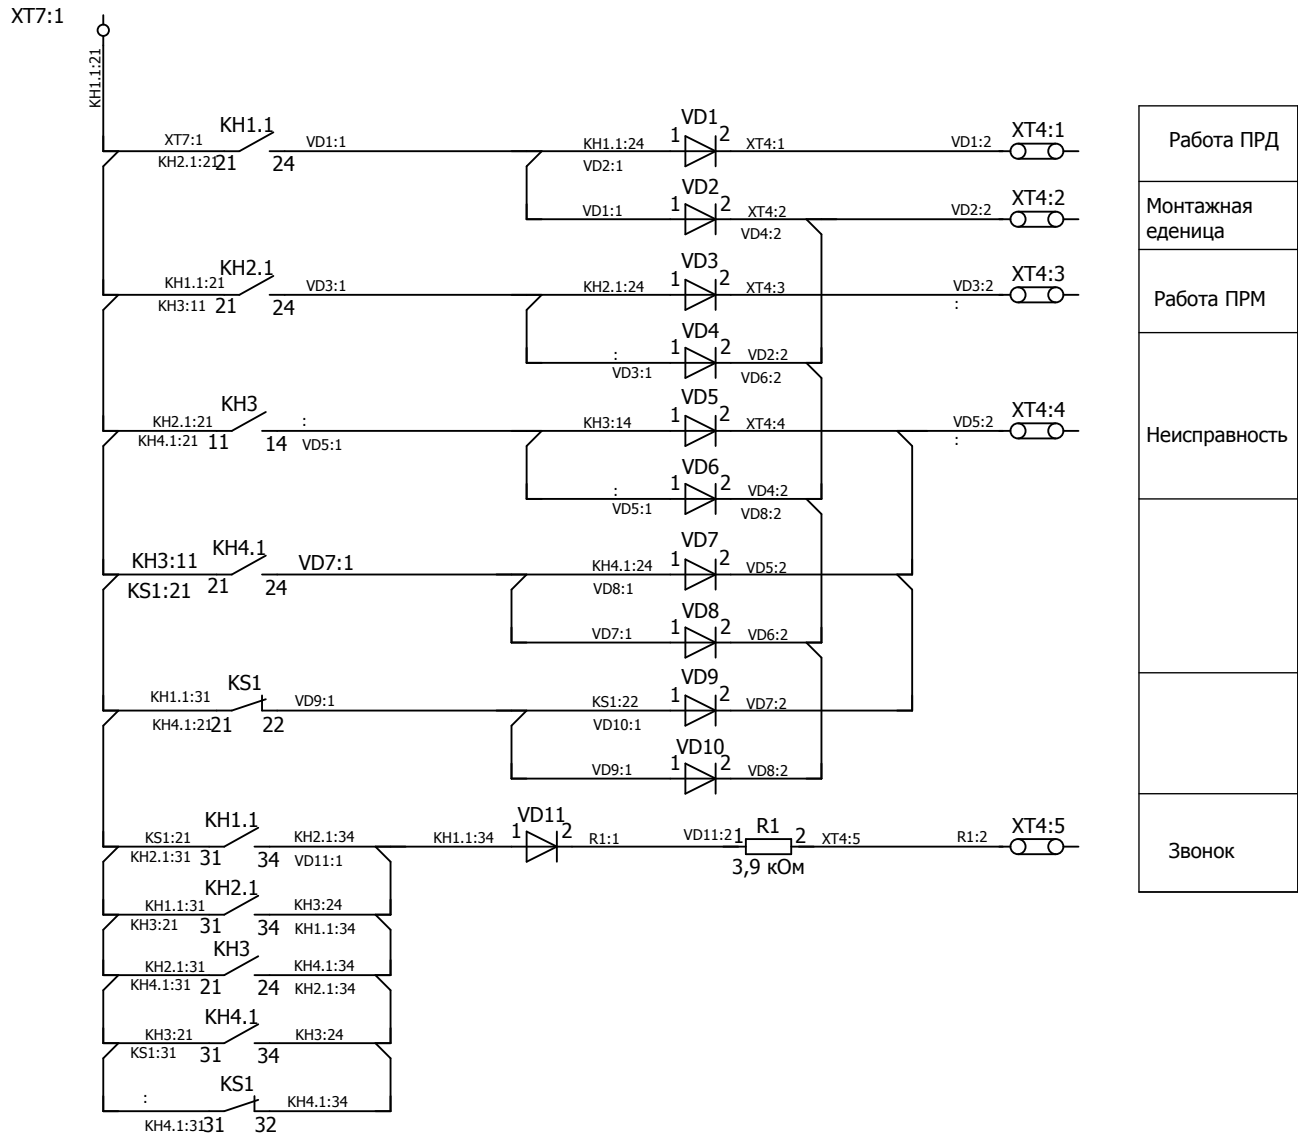 XT7:1
KH1.1:21
XT7:1
KH2.1:21
KH1.1
21
24
VD1:1
KH1.1:24
VD2:1
VD1
1
2
XT4:1
VD1:2
XT4:1
Работа ПРД
VD1:1
VD2
1
2
XT4:2
VD4:2
VD2:2
XT4:2
Монтажная
еденица
KH1.1:21
KH3:11
KH2.1
21
24
VD3:1
KH2.1:24
VD3
1
2
XT4:3
VD3:2
:
XT4:3
Работа ПРМ
:
VD3:1
VD4
1
2
VD2:2
VD6:2
KH2.1:21
KH4.1:21
KH3
11
14
:
VD5:1
KH3:14
VD5
1
2
XT4:4
VD5:2
:
XT4:4
Неисправность
:
VD5:1
VD6
1
2
VD4:2
VD8:2
KH3:11
KS1:21
KH4.1
21
24
VD7:1
KH4.1:24
VD8:1
VD7
1
2
VD5:2
VD7:1
VD8
1
2
VD6:2
KH1.1:31
KH4.1:21
KS1
21
22
VD9:1
KS1:22
VD10:1
VD9
1
2
VD7:2
VD9:1
VD10
1
2
VD8:2
KS1:21
KH2.1:31
KH1.1
31
34
KH2.1:34
VD11:1
KH1.1:34
VD11
1
2
R1:1
VD11:2
1
R1
2
3,9 кОм
XT4:5
R1:2
XT4:5
Звонок
KH1.1:31
KH3:21
KH2.1
31
34
KH3:24
KH1.1:34
KH2.1:31
KH4.1:31
KH3
21
24
KH4.1:34
KH2.1:34
KH3:21
KS1:31
KH4.1
31
34
KH3:24
:
KH4.1:31
KS1
31
32
KH4.1:34